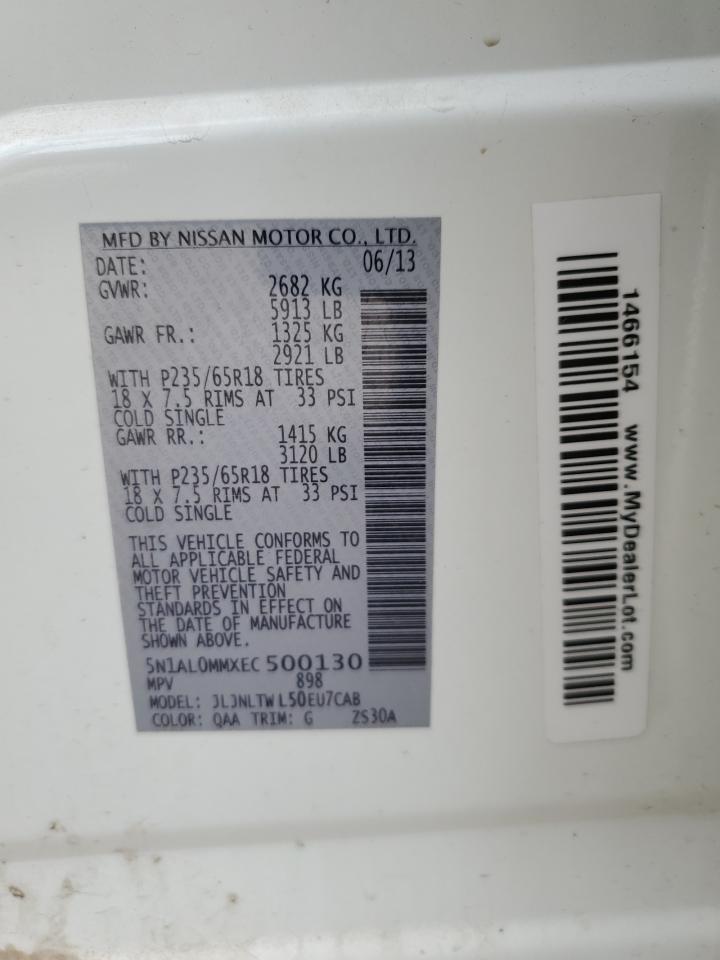 MFD BY NISSAN MOTOR CO., LTD.
DATE: 06/13
GVWR: 2682 KG
5913 LB
GAWR FR.: 1325 KG
2921 LB
WITH P235/65R18 TIRES
18 X 7.5 RIMS AT 33 PSI
COLD SINGLE
GAWR RR.: 1415 KG
3120 LB
WITH P235/65R18 TIRES
18 X 7.5 RIMS AT 33 PSI
COLD SINGLE
THIS VEHICLE CONFORMS TO
ALL APPLICABLE FEDERAL
MOTOR VEHICLE SAFETY AND
THEFT PREVENTION
STANDARDS IN EFFECT ON
THE DATE OF MANUFACTURE
SHOWN ABOVE.
5N1AL0MMXEC 500130
MPV 898
MODEL: JLJNLTW L50EU7CAB
COLOR: QAA TRIM: G ZS30A
1466154 www.MyDealerLot.com